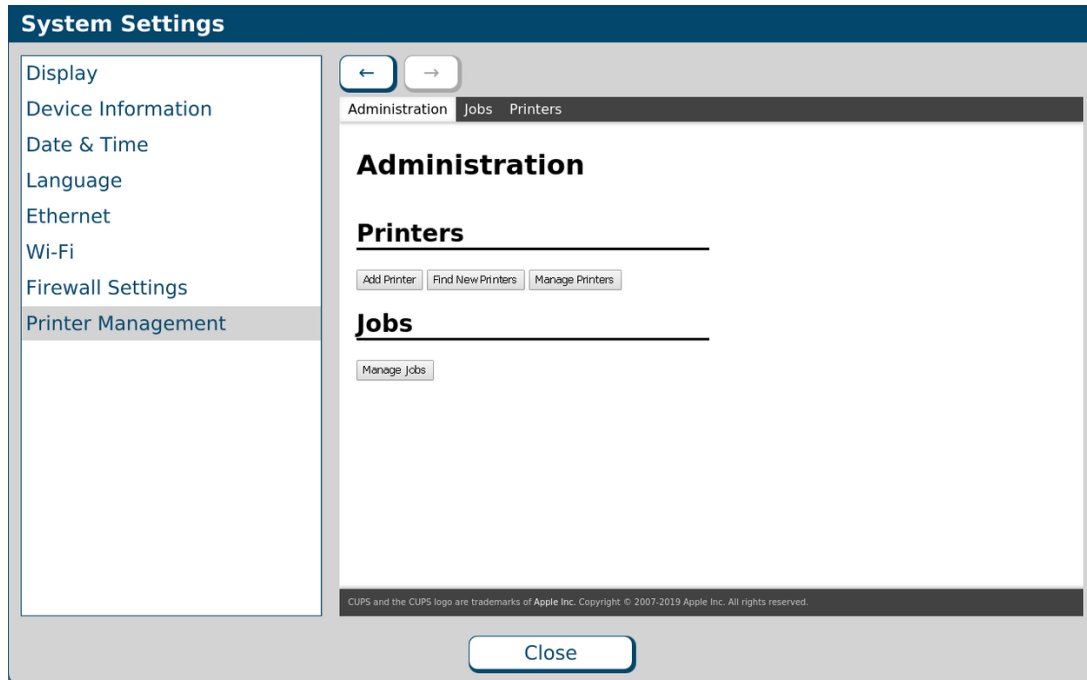 System Settings
Display
Device Information
Date & Time
Language
Ethernet
Wi-Fi
Firewall Settings
Printer Management
← →
Administration Jobs Printers
Administration
Printers
Add Printer Find New Printers Manage Printers
Jobs
Manage Jobs
CUPS and the CUPS logo are trademarks of Apple Inc. Copyright © 2007-2019 Apple Inc. All rights reserved.
Close